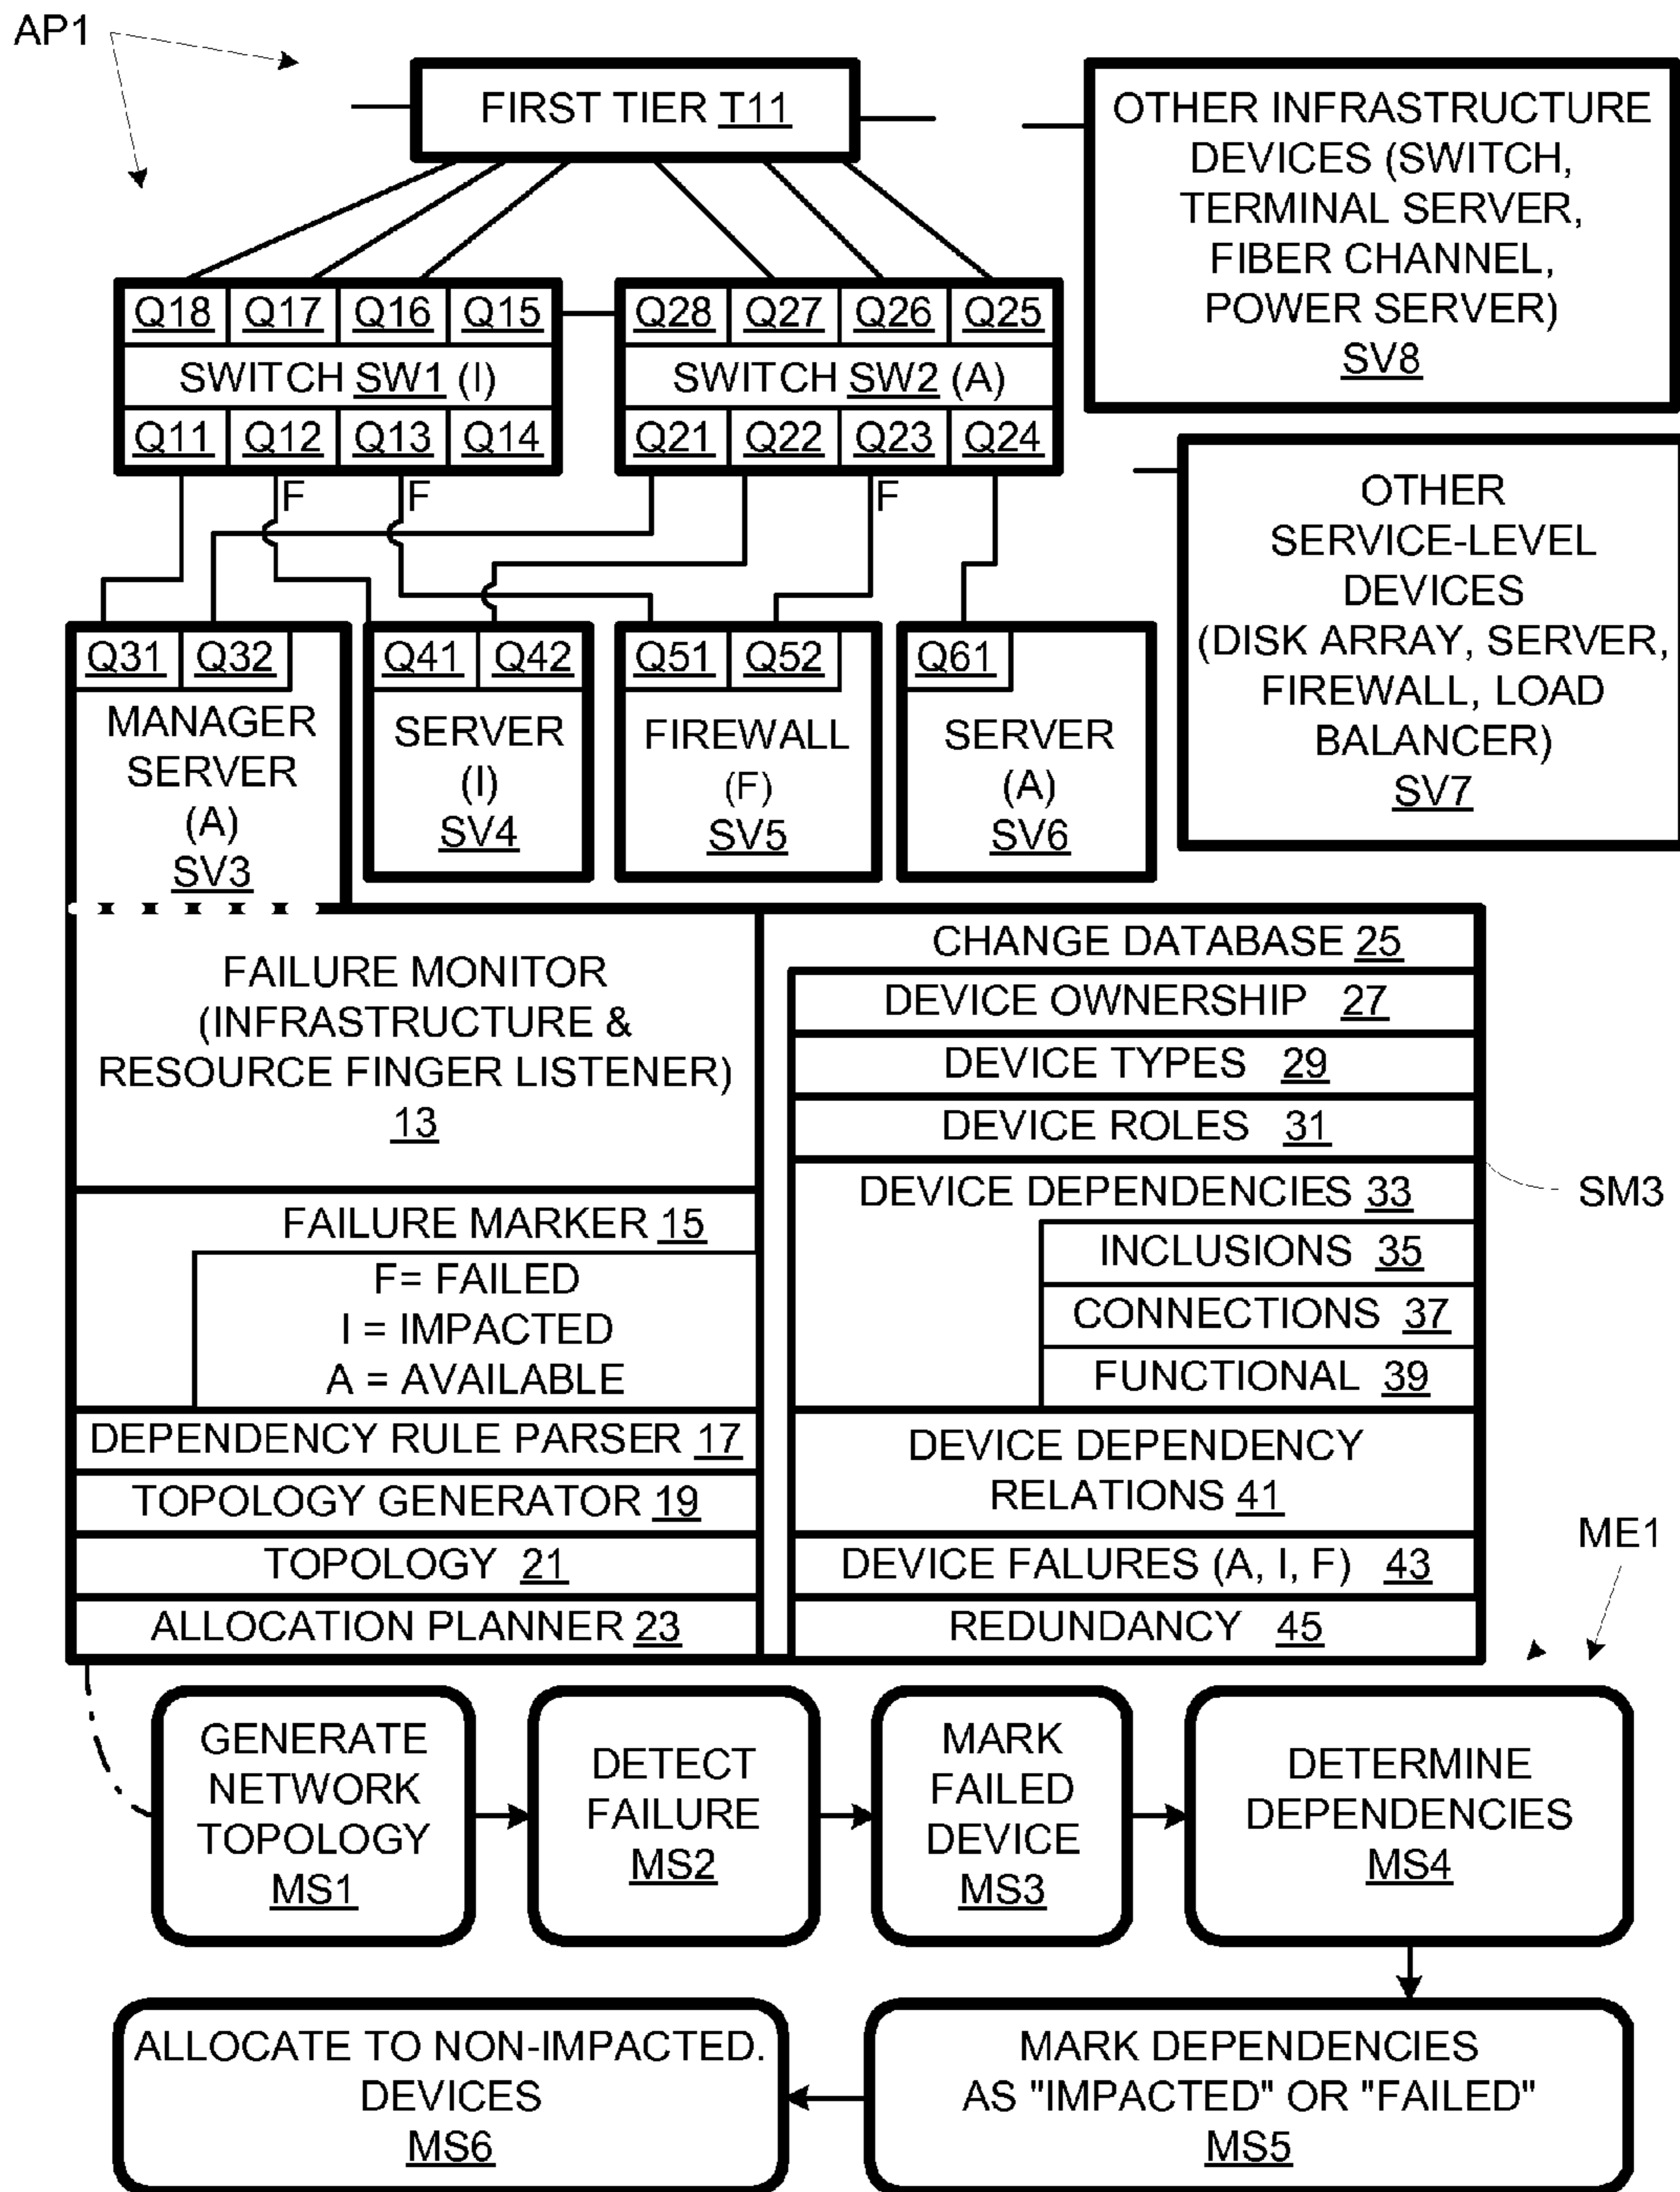 AP1
FIRST TIER T11
OTHER INFRASTRUCTURE
DEVICES (SWITCH,
TERMINAL SERVER,
FIBER CHANNEL,
POWER SERVER)
SV8
Q18 Q17 Q16 Q15
SWITCH SW1 (I)
Q11 Q12 Q13 Q14
Q28 Q27 Q26 Q25
SWITCH SW2 (A)
Q21 Q22 Q23 Q24
F
F
F
OTHER
SERVICE-LEVEL
DEVICES
(DISK ARRAY, SERVER,
FIREWALL, LOAD
BALANCER)
SV7
Q31 Q32
MANAGER
SERVER
(A)
SV3
Q41 Q42
SERVER
(I)
SV4
Q51 Q52
FIREWALL
(F)
SV5
Q61
SERVER
(A)
SV6
FAILURE MONITOR
(INFRASTRUCTURE &
RESOURCE FINGER LISTENER)
13
FAILURE MARKER 15
F= FAILED
I = IMPACTED
A = AVAILABLE
DEPENDENCY RULE PARSER 17
TOPOLOGY GENERATOR 19
TOPOLOGY 21
ALLOCATION PLANNER 23
CHANGE DATABASE 25
DEVICE OWNERSHIP 27
DEVICE TYPES 29
DEVICE ROLES 31
DEVICE DEPENDENCIES 33
INCLUSIONS 35
CONNECTIONS 37
FUNCTIONAL 39
DEVICE DEPENDENCY
RELATIONS 41
DEVICE FALURES (A, I, F) 43
REDUNDANCY 45
SM3
ME1
GENERATE
NETWORK
TOPOLOGY
MS1
DETECT
FAILURE
MS2
MARK
FAILED
DEVICE
MS3
DETERMINE
DEPENDENCIES
MS4
MARK DEPENDENCIES
AS "IMPACTED" OR "FAILED"
MS5
ALLOCATE TO NON-IMPACTED.
DEVICES
MS6